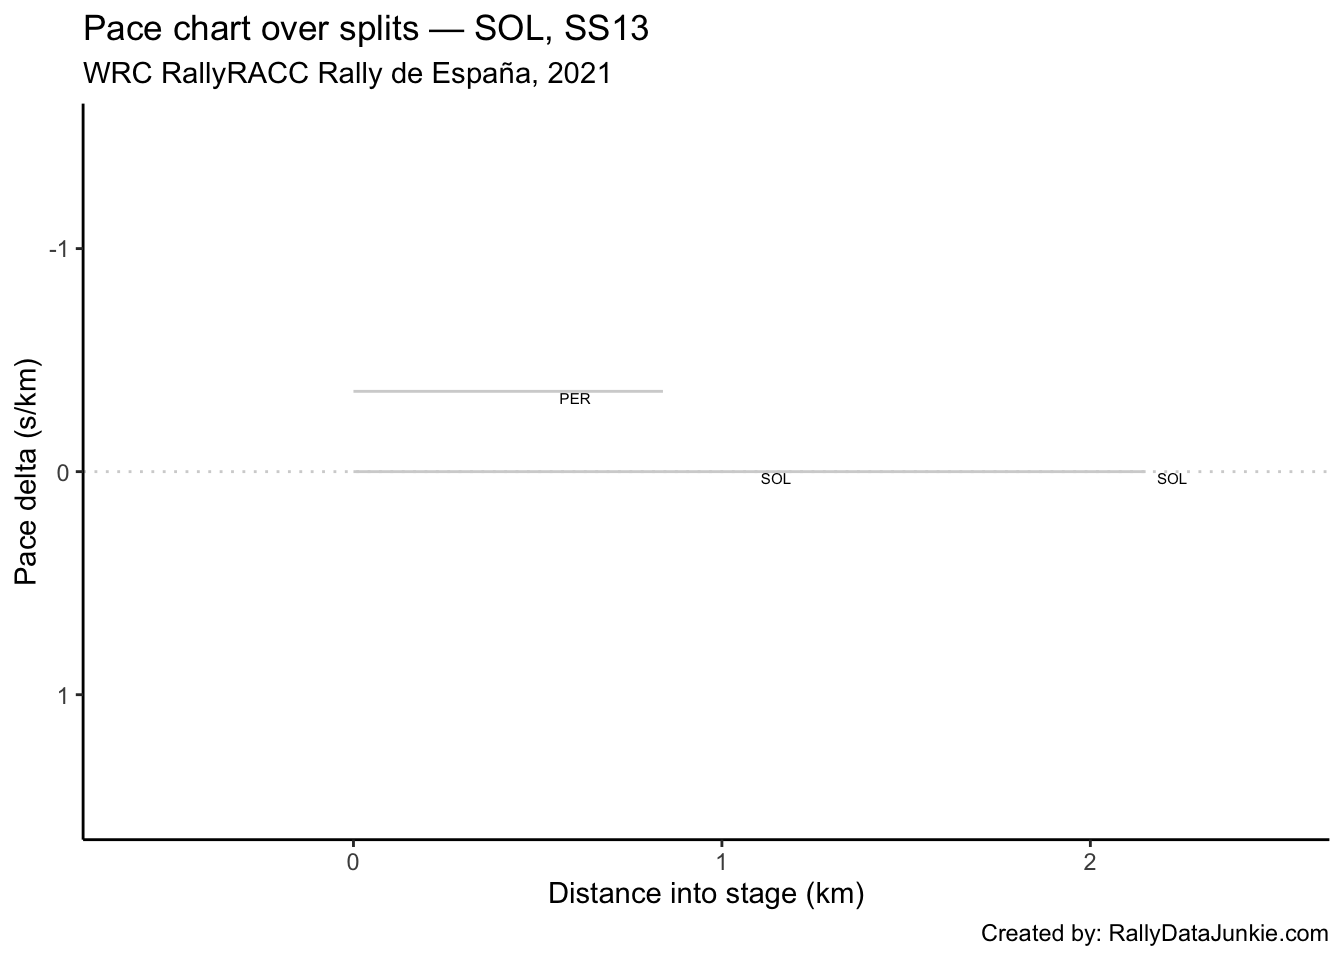 Pace chart over splits — SOL, SS13
WRC RallyRACC Rally de España, 2021
Pace delta (s/km)
-1
0
1
PER
SOL
SOL
0
1
2
Distance into stage (km)
Created by: RallyDataJunkie.com